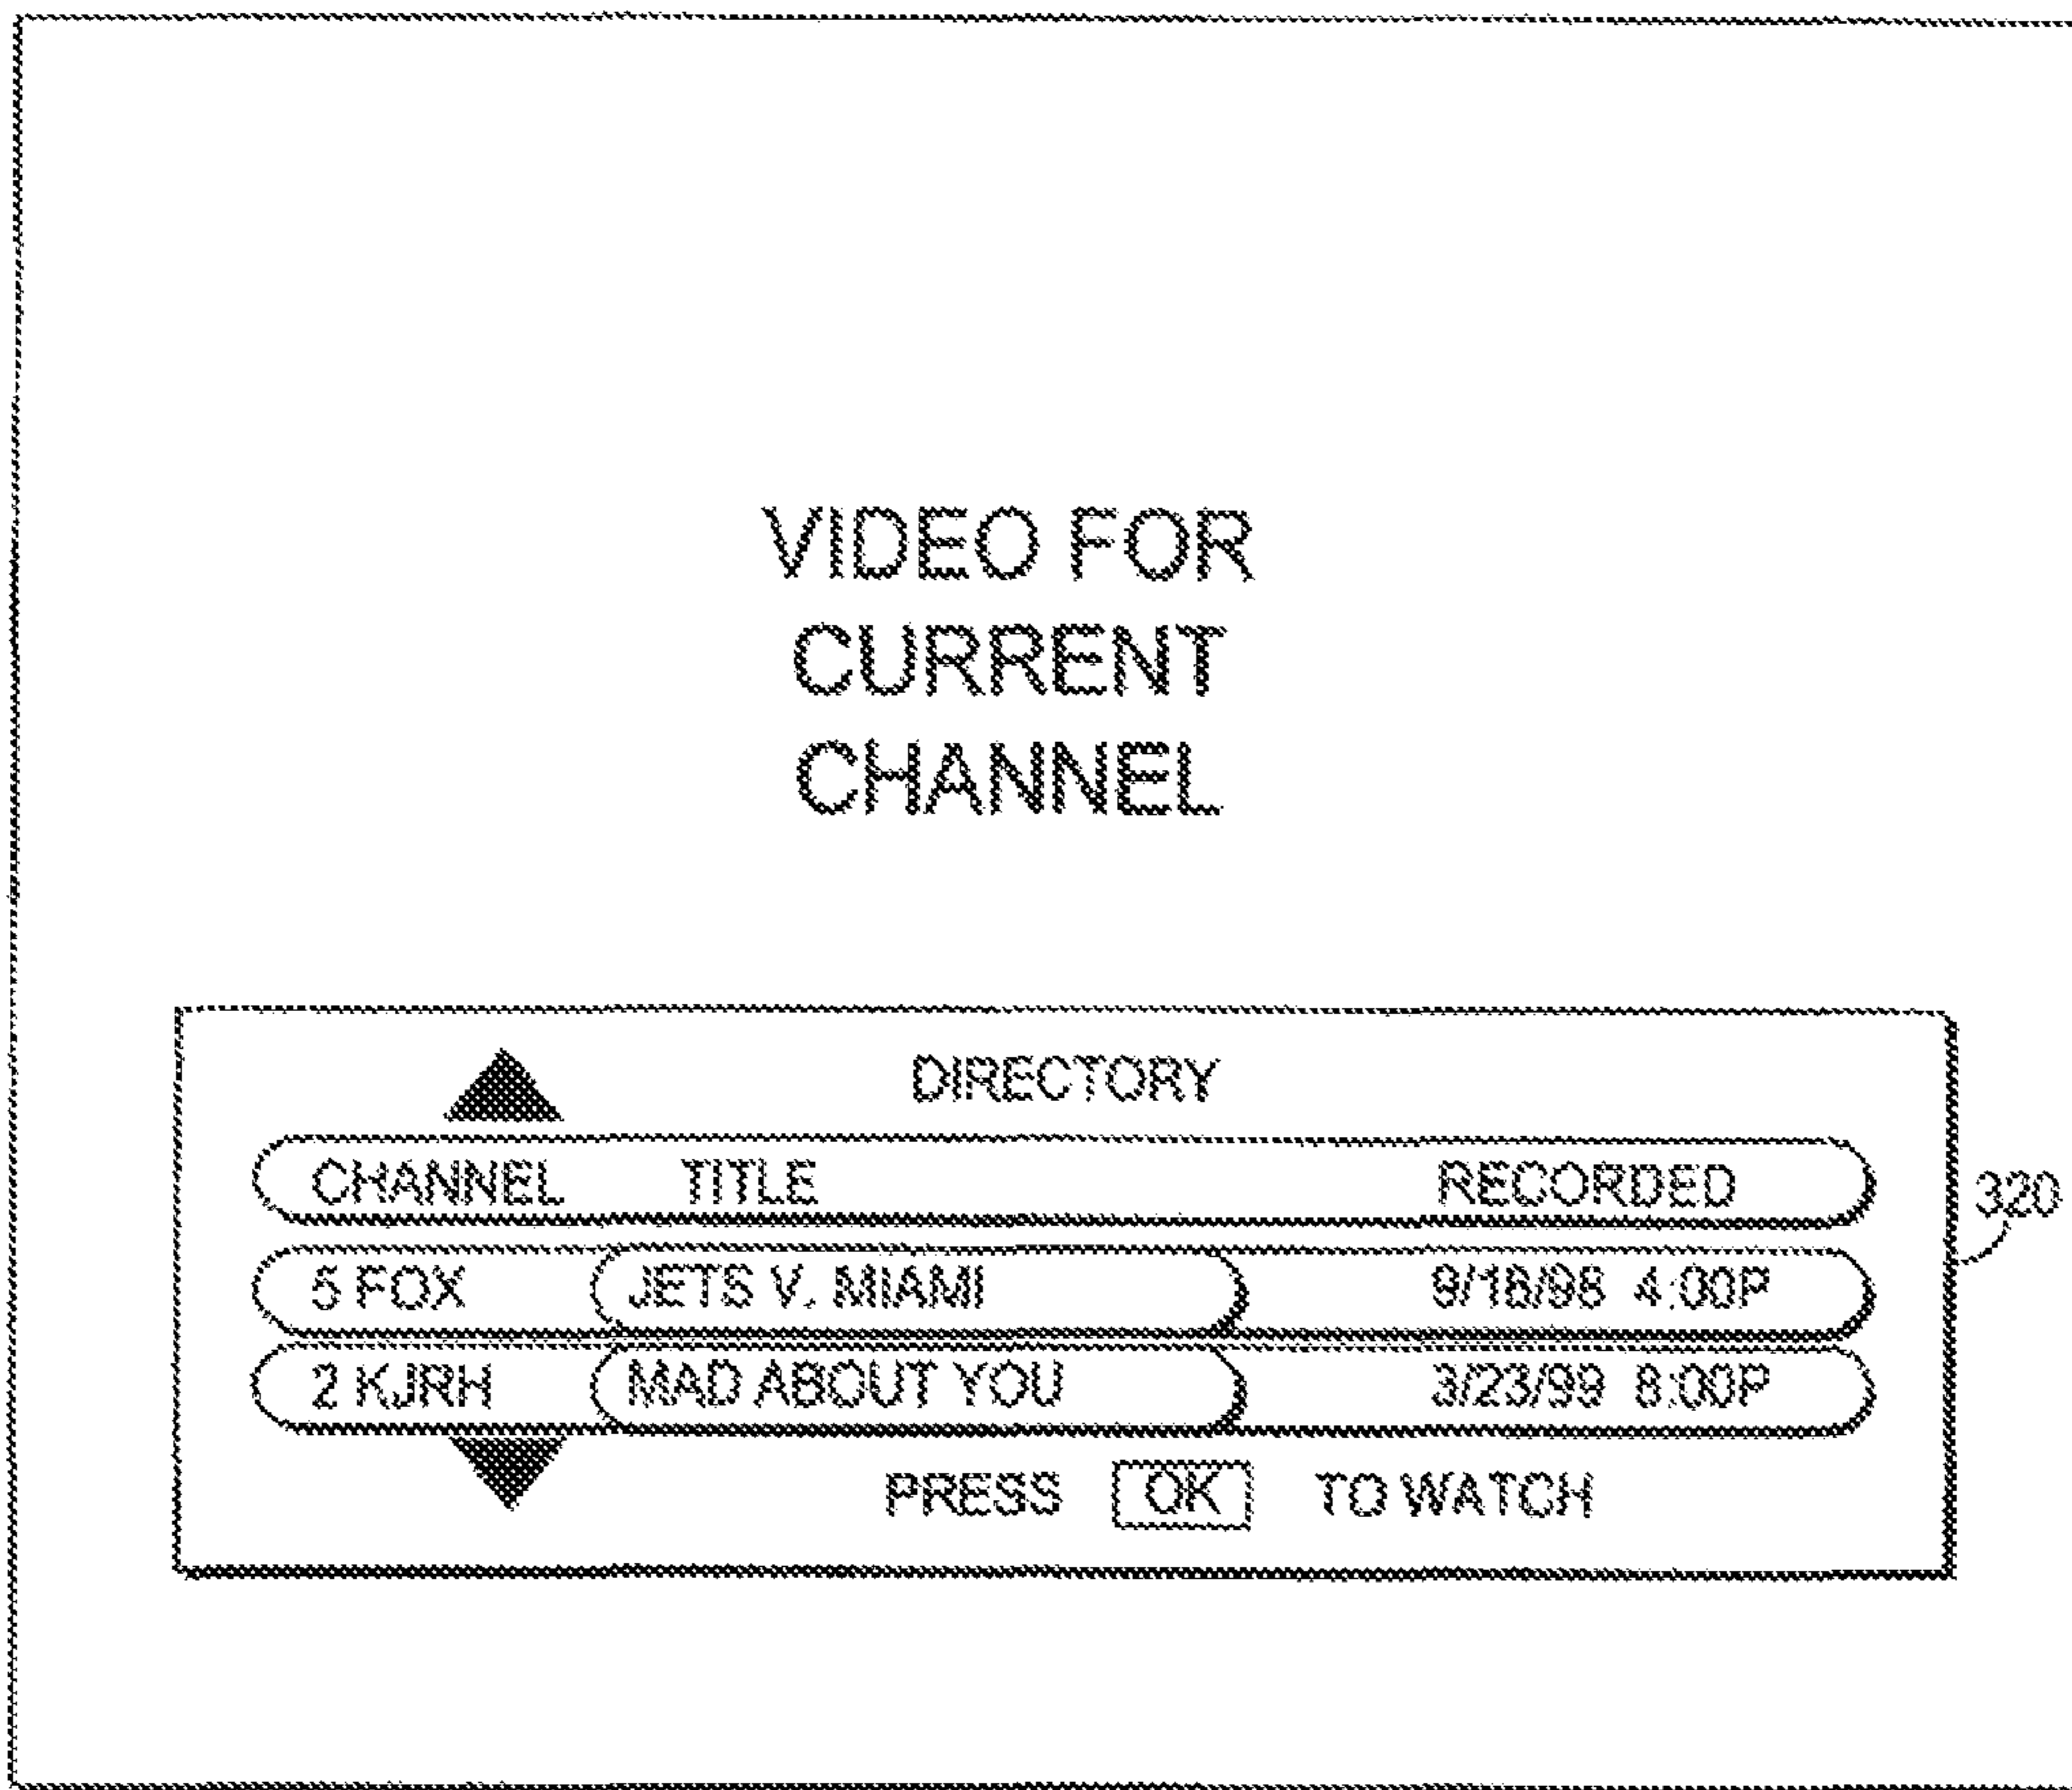 VIDEO FOR
CURRENT
CHANNEL
DIRECTORY
CHANNEL TITLE RECORDED
320
5 FOX JETS V. MIAMI 9/18/98 4:00P
2 KJRH MAD ABOUT YOU 3/23/99 8:00P
PRESS OK TO WATCH